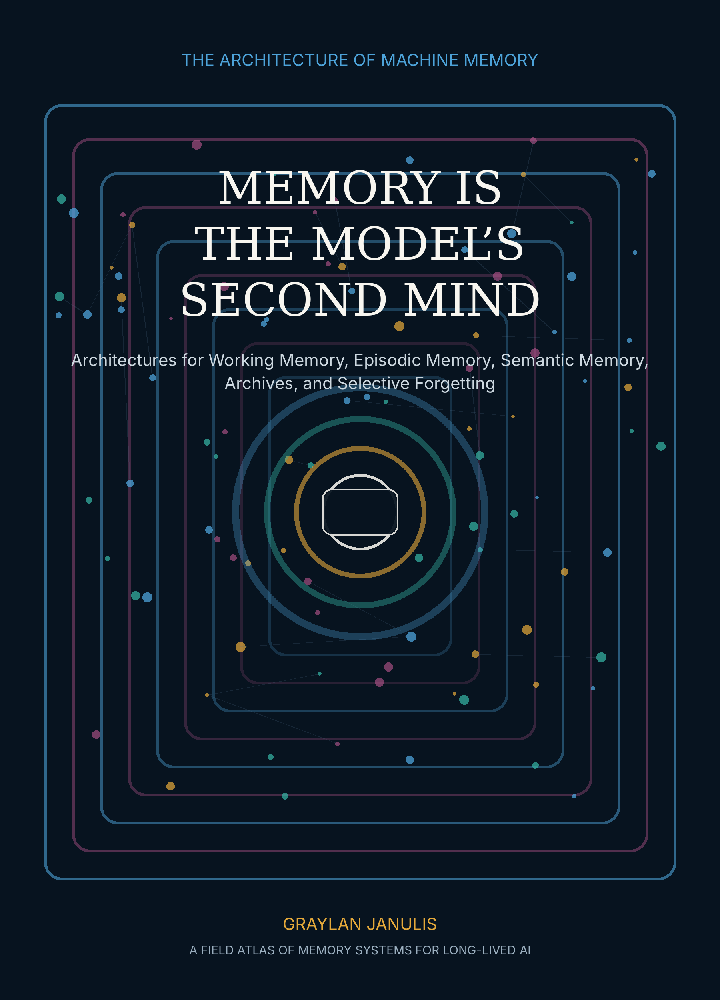 THE ARCHITECTURE OF MACHINE MEMORY
MEMORY IS
THE MODEL’S
SECOND MIND
Architectures for Working Memory, Episodic Memory, Semantic Memory,
Archives, and Selective Forgetting
GRAYLAN JANULIS
A FIELD ATLAS OF MEMORY SYSTEMS FOR LONG-LIVED AI